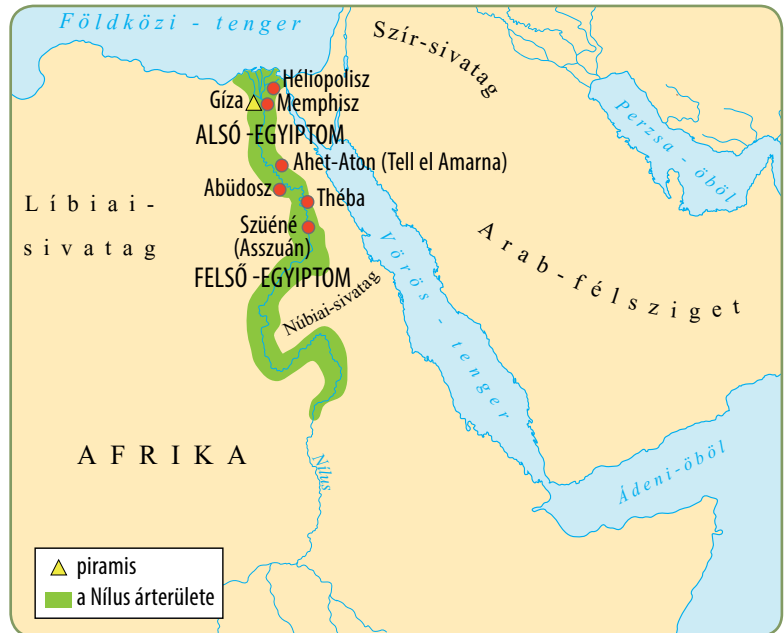 Földközi - tenger
Szír-sivatag
Héliopolisz
Gíza
Memphisz
ALSÓ -EGYIPTOM
Perzsa - öböl
Ahet-Aton (Tell el Amarna)
Abüdosz
Théba
Líbiai-
sivatag
Szüéné
(Asszuán)
Arab-félsziget
Vörös - tenger
FELSŐ -EGYIPTOM
Núbiai-sivatag
AFRIKA
Nílus
Ádeni-öböl
piramis
a Nílus árterülete